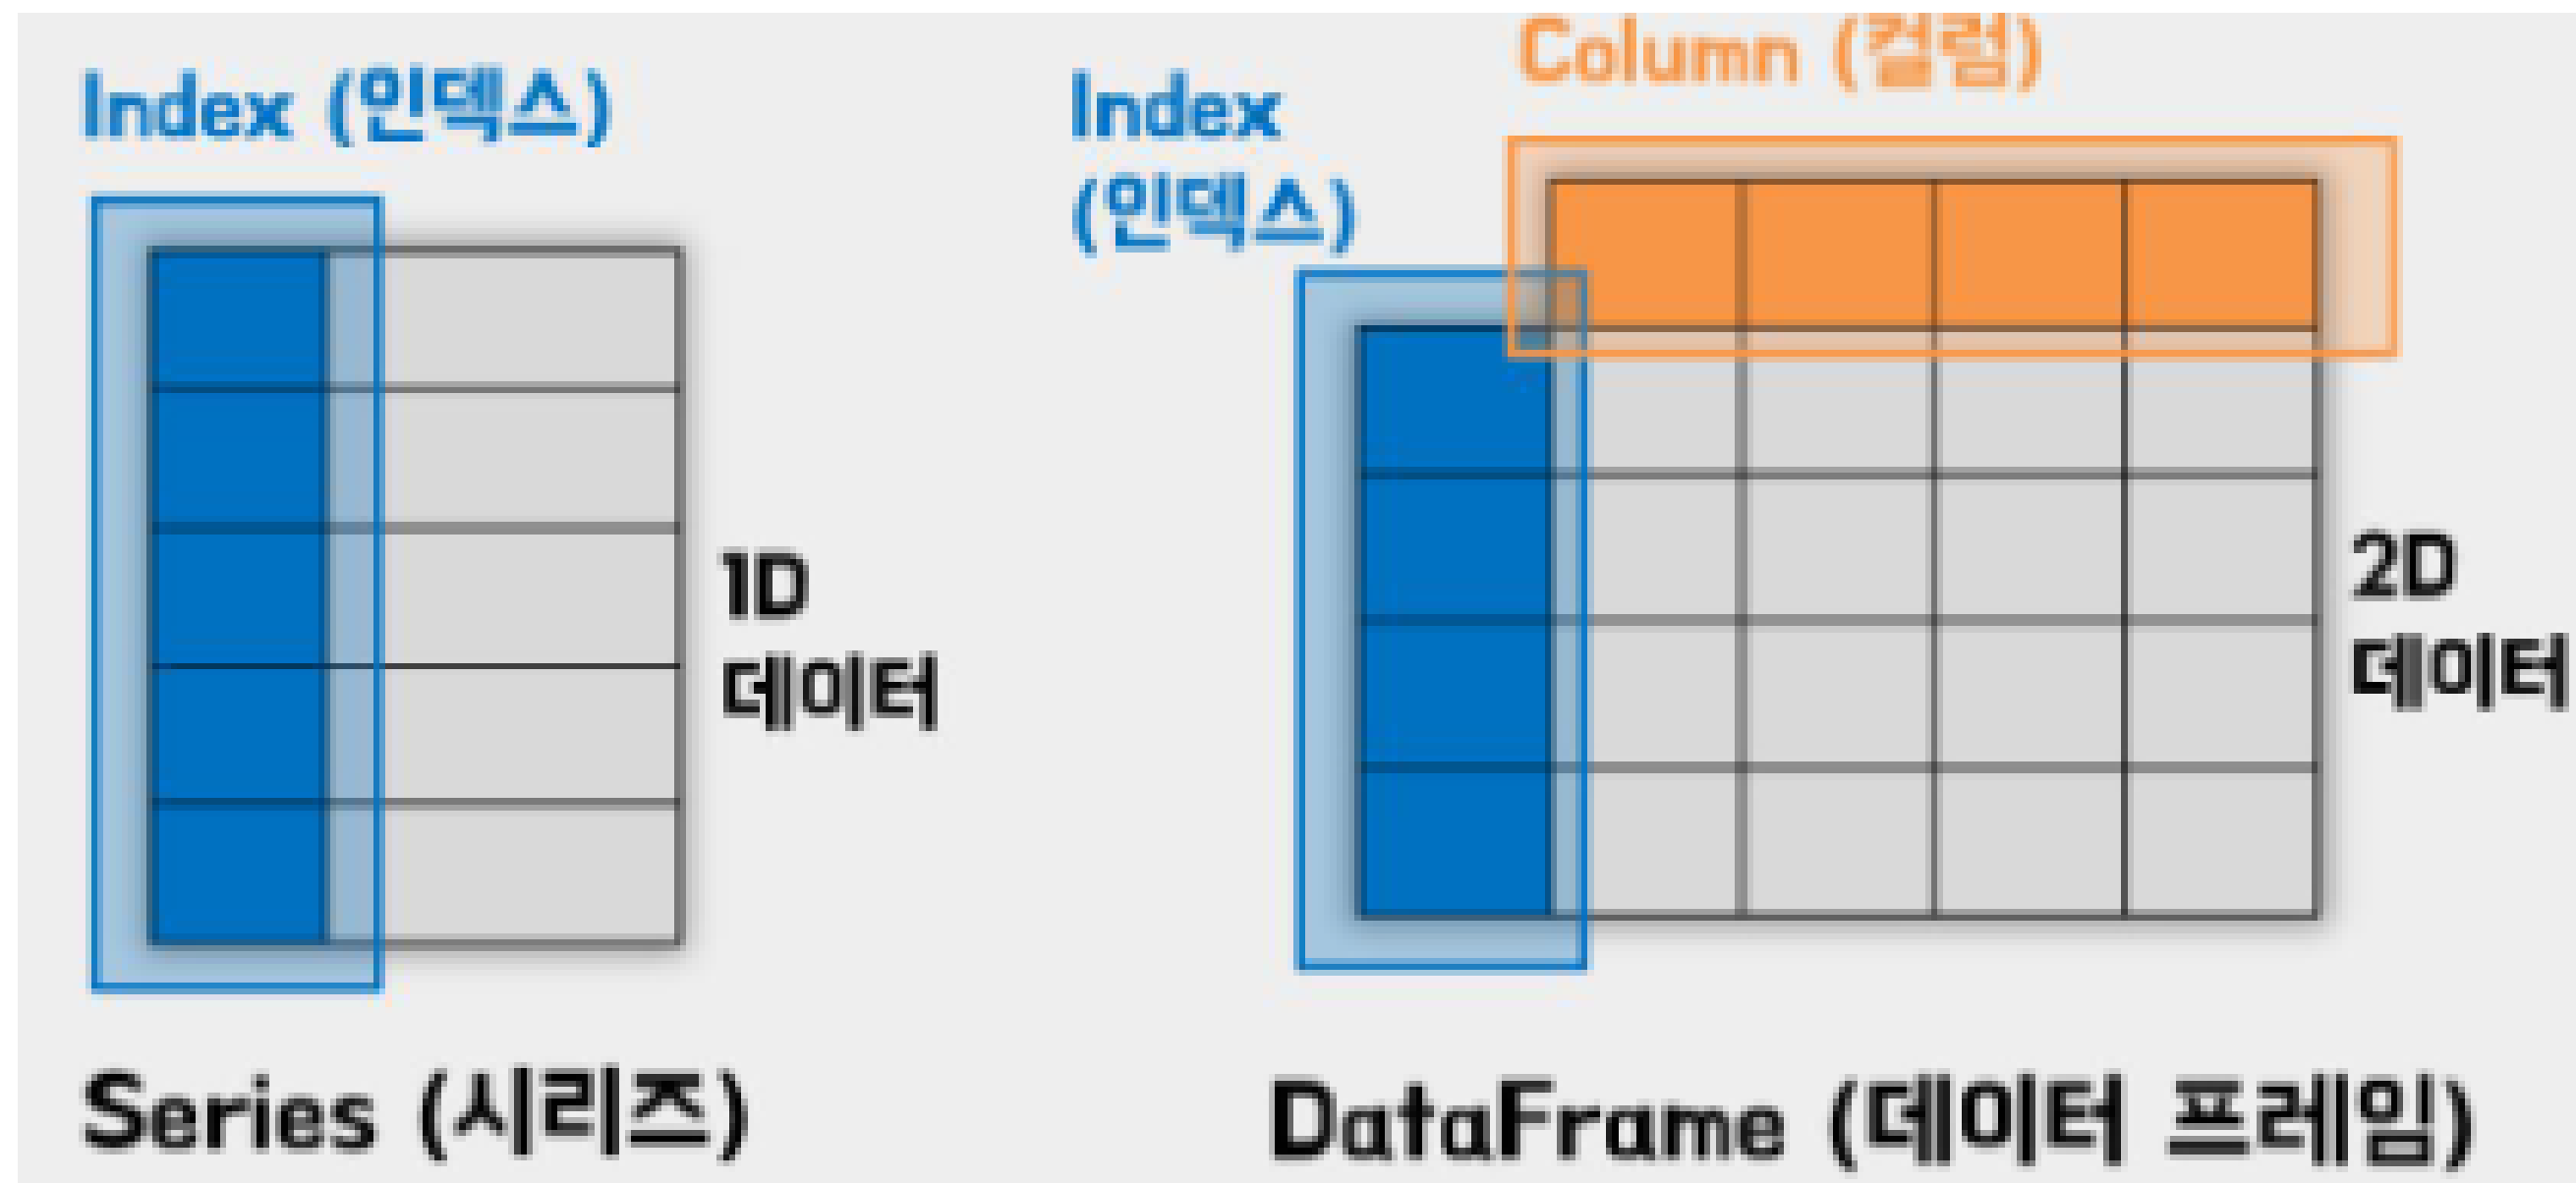 Index (인덱스)
1D
데이터
Series (시리즈)
Column (컬럼)
Index
(인덱스)
2D
데이터
DataFrame (데이터 프레임)